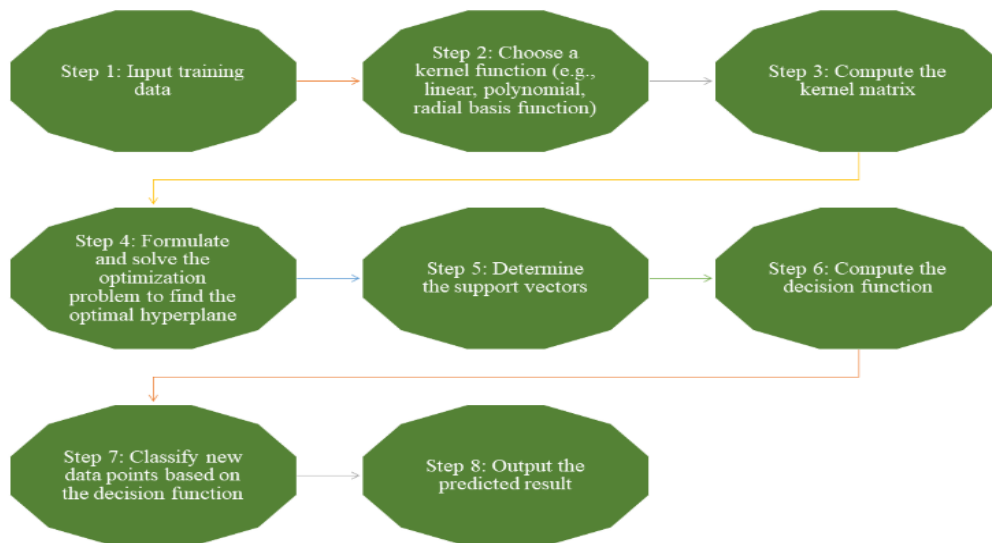 Step 1: Input training
data
Step 2: Choose a
kernel function (e.g.,
linear, polynomial,
radial basis function)
Step 3: Compute the
kernel matrix
Step 4: Formulate
and solve the
optimization
problem to find the
optimal hyperplane
Step 5: Determine
the support vectors
Step 6: Compute the
decision function
Step 7: Classify new
data points based on
the decision function
Step 8: Output the
predicted result